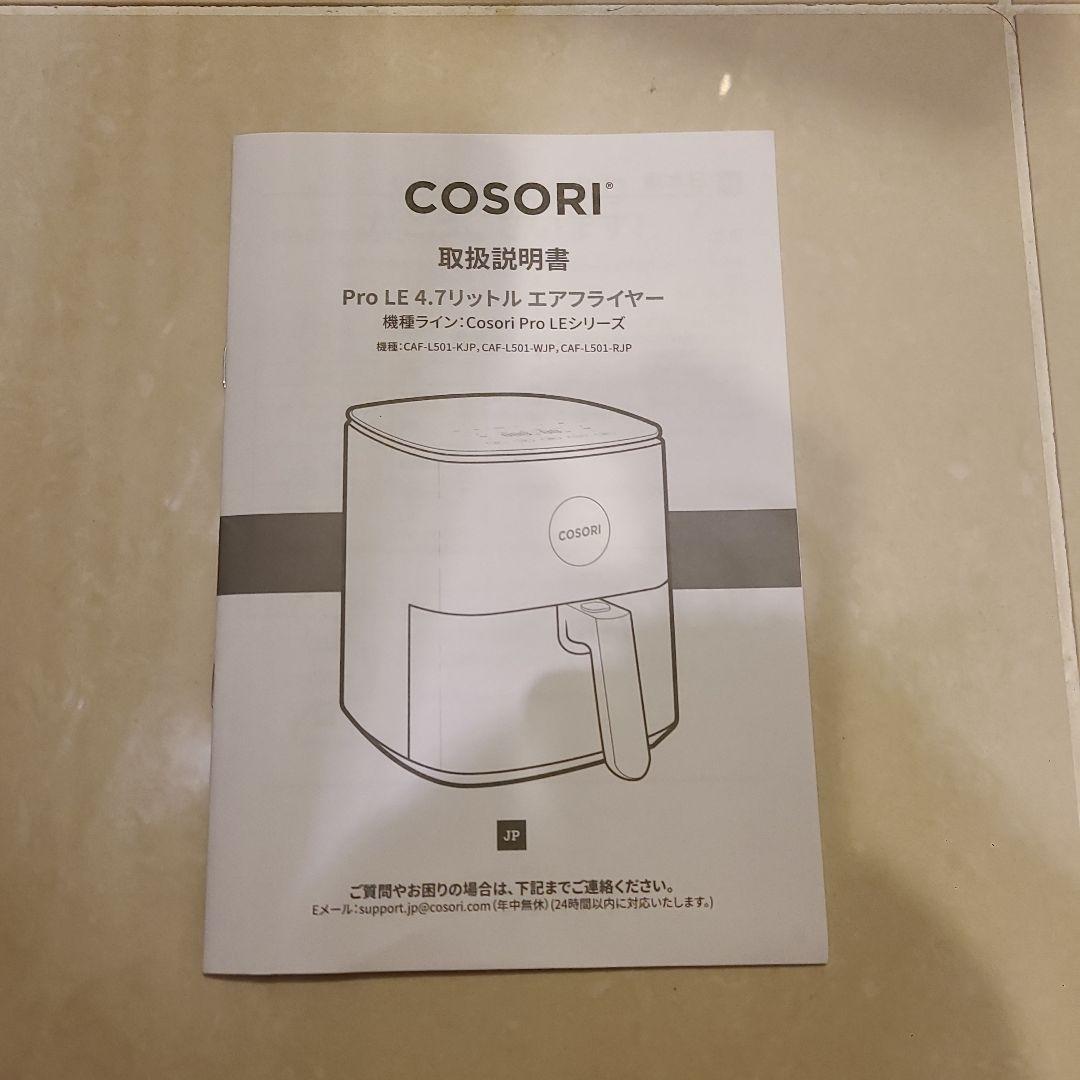 COSORI®
取扱説明書
Pro LE 4.7リットル エアフライヤー
機種ライン：Cosori Pro LEシリーズ
機種：CAF-L501-KJP, CAF-L501-WJP, CAF-L501-RJP
COSORI
JP
ご質問やお困りの場合は、下記までご連絡ください。
Eメール：support.jp@cosori.com（年中無休）(24時間以内に対応いたします。)